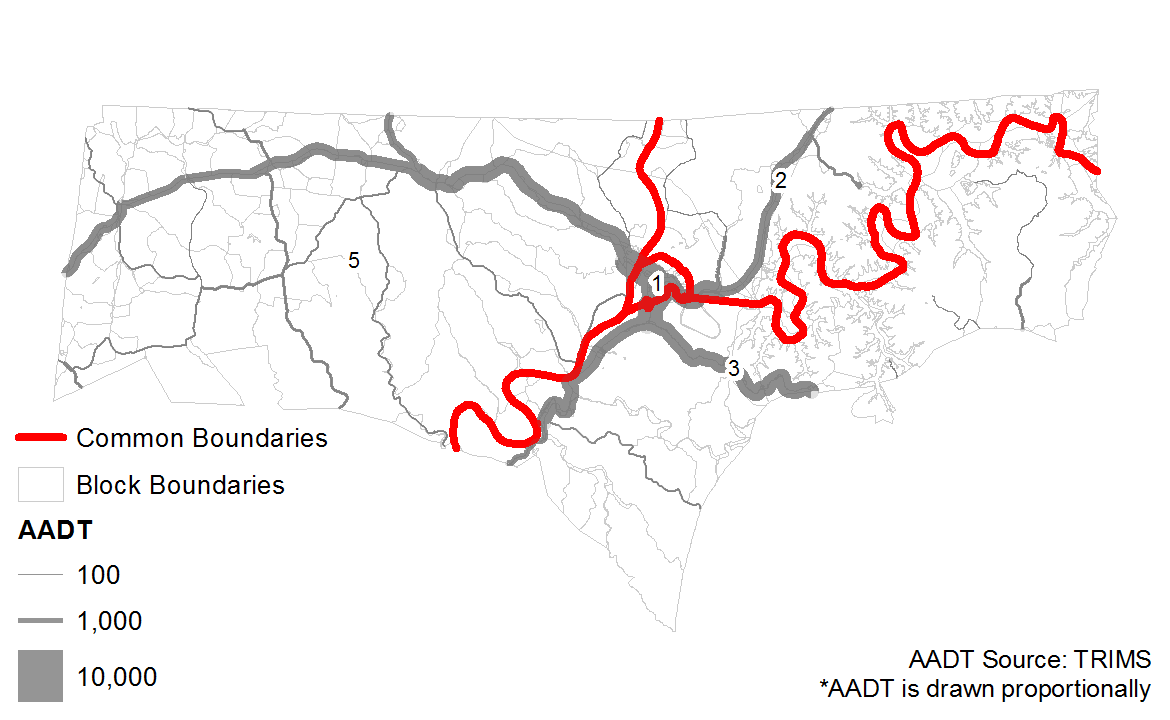 2
5
1
3
Common Boundaries
Block Boundaries
AADT
100
1,000
10,000
AADT Source: TRIMS
*AADT is drawn proportionally